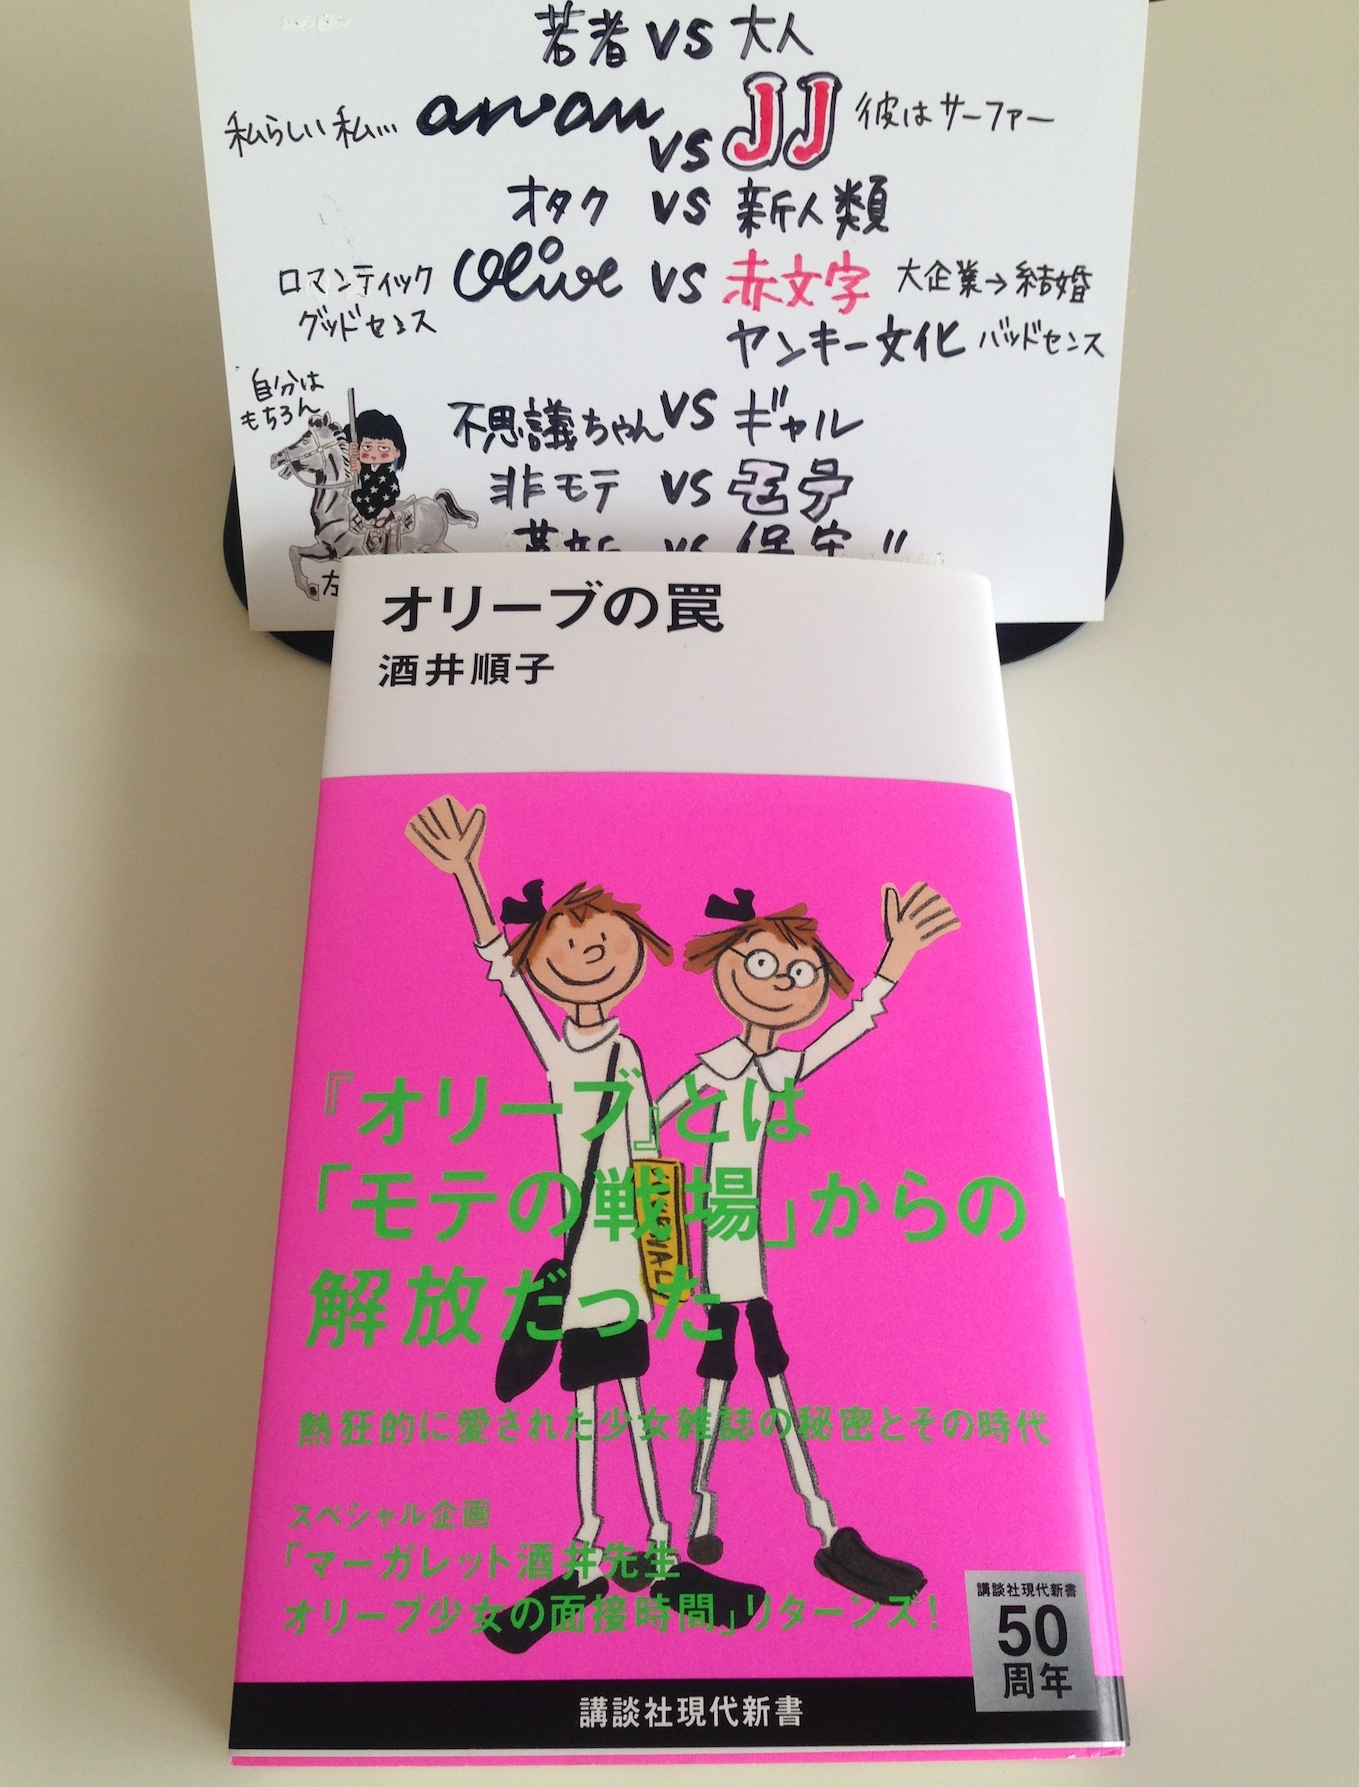 若者 VS 大人
私らしい私… anan VS JJ 彼はサーファー
オタク VS 新人類
ロマンティック Olive VS 赤文字 大企業→結婚
グッドセンス
ヤンキー文化 バッドセンス
自分は
もちろん
不思議ちゃん VS ギャル
非モテ VS モテ
革新 VS 保守 !!
左
オリーブの罠
酒井順子
『オリーブ』とは
「モテの戦場」からの
解放だった
熱狂的に愛された少女雑誌の秘密とその時代
スペシャル企画
「マーガレット酒井先生
オリーブ少女の面接時間」リターンズ!
講談社現代新書
50
周年
講談社現代新書